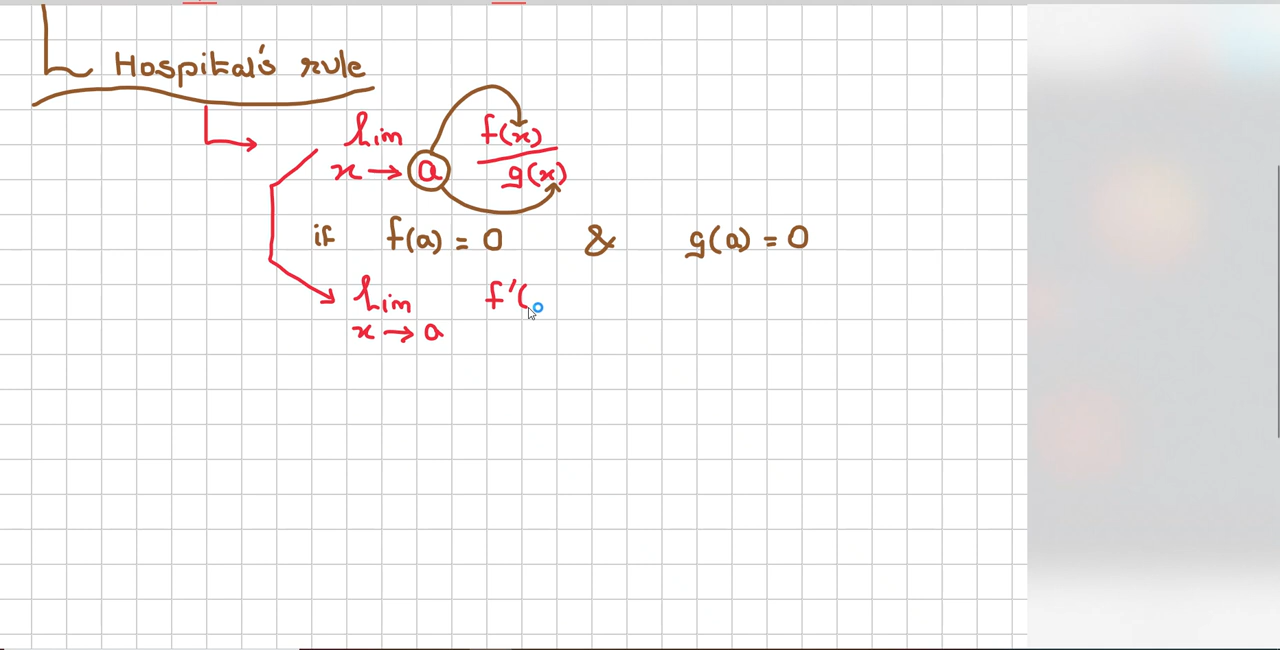 Hospital's rule
lim f(x)
x → a g(x)
if f(a) = 0 & g(a) = 0
lim f'(
x → a